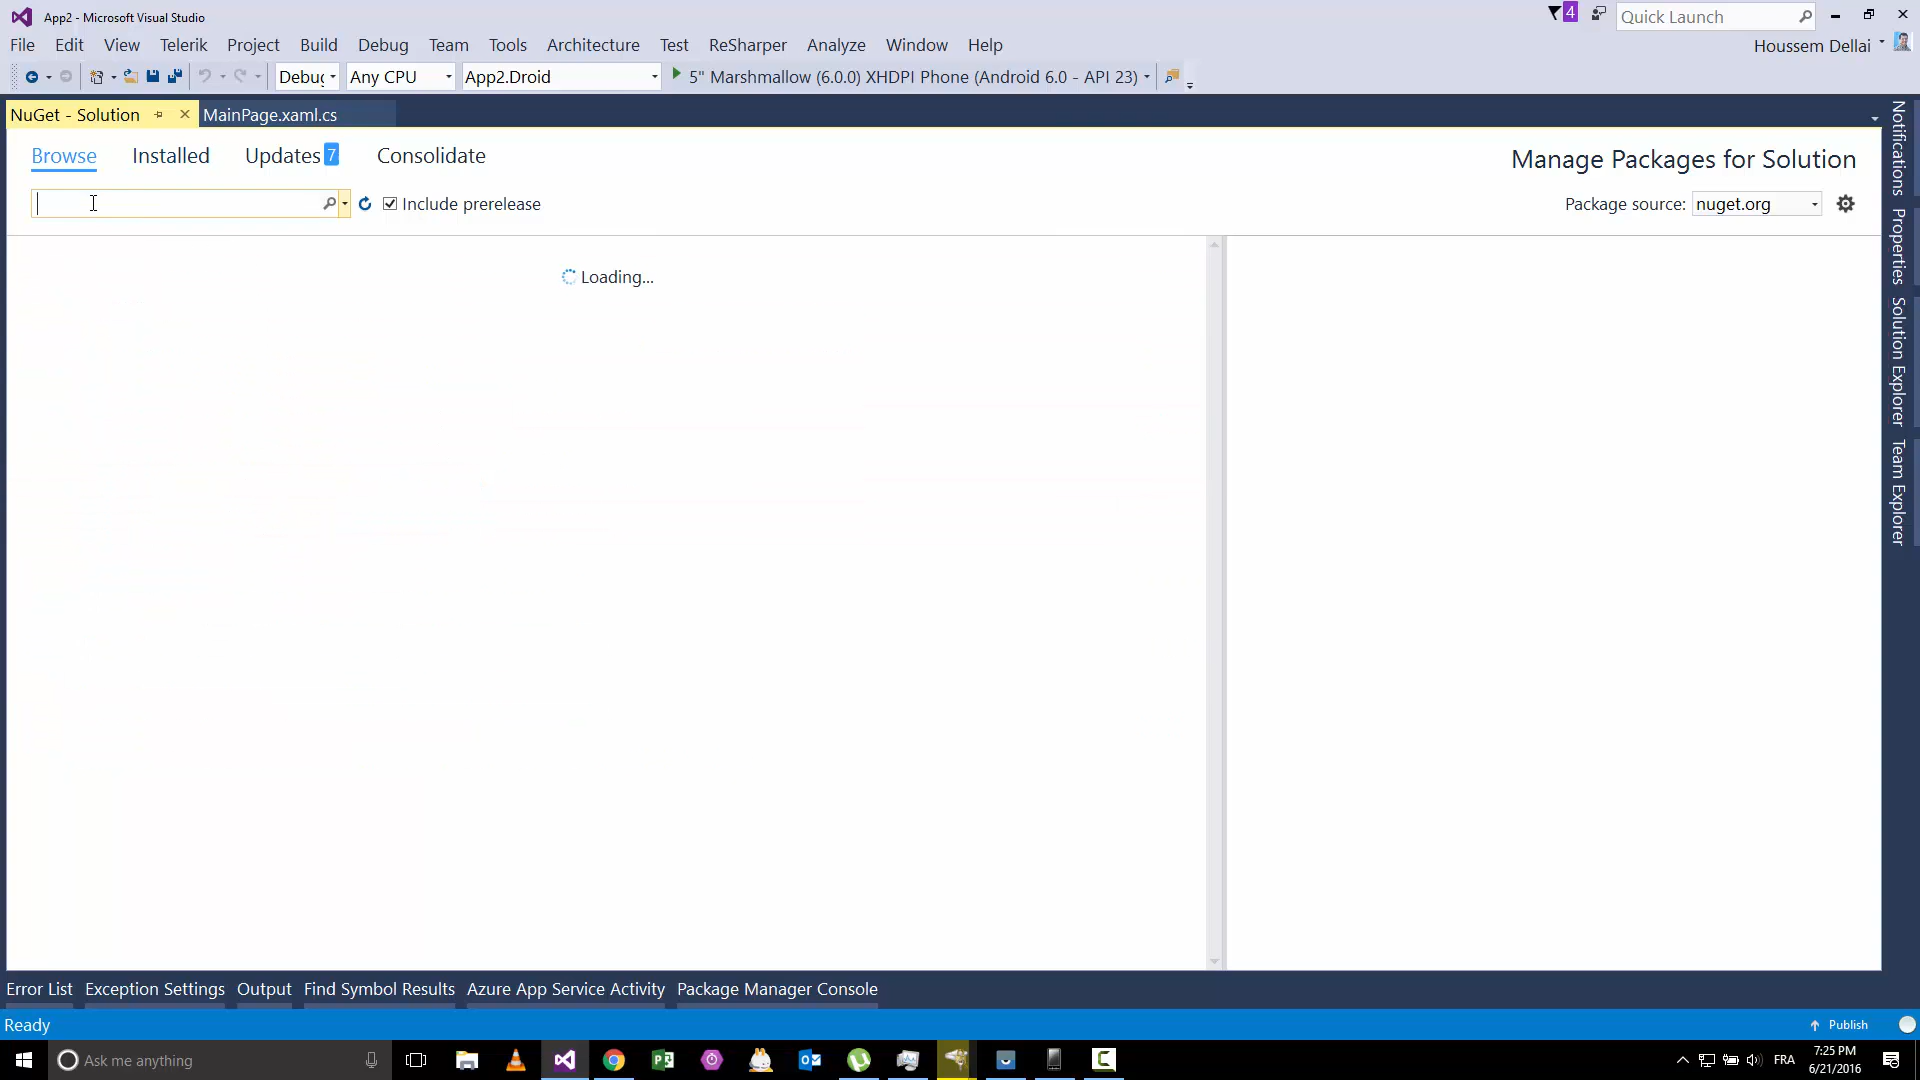 App2 - Microsoft Visual Studio
4
Quick Launch
File Edit View Telerik Project Build Debug Team Tools Architecture Test ReSharper Analyze Window Help
Houssem Dellai
Debug Any CPU App2.Droid 5" Marshmallow (6.0.0) XHDPI Phone (Android 6.0 - API 23)
NuGet - Solution MainPage.xaml.cs
Browse Installed Updates 7 Consolidate
Manage Packages for Solution
Include prerelease
Package source: nuget.org
Loading...
Notifications
Properties
Solution Explorer
Team Explorer
Error List Exception Settings Output Find Symbol Results Azure App Service Activity Package Manager Console
Ready
Publish
Ask me anything
FRA
7:25 PM
6/21/2016